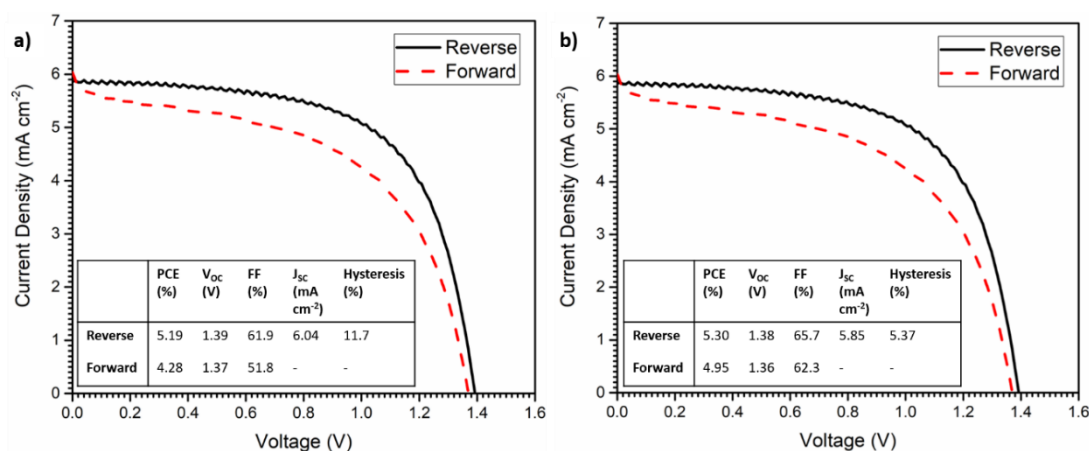 a)
Reverse
Forward
Current Density (mA cm-2)
7
6
5
4
3
2
1
0
PCE (%) VOC (V) FF (%) JSC (mA cm-2) Hysteresis (%)
Reverse 5.19 1.39 61.9 6.04 11.7
Forward 4.28 1.37 51.8 - -
0.0 0.2 0.4 0.6 0.8 1.0 1.2 1.4 1.6
Voltage (V)
b)
Reverse
Forward
Current Density (mA cm-2)
7
6
5
4
3
2
1
0
PCE (%) VOC (V) FF (%) JSC (mA cm-2) Hysteresis (%)
Reverse 5.30 1.38 65.7 5.85 5.37
Forward 4.95 1.36 62.3 - -
0.0 0.2 0.4 0.6 0.8 1.0 1.2 1.4 1.6
Voltage (V)